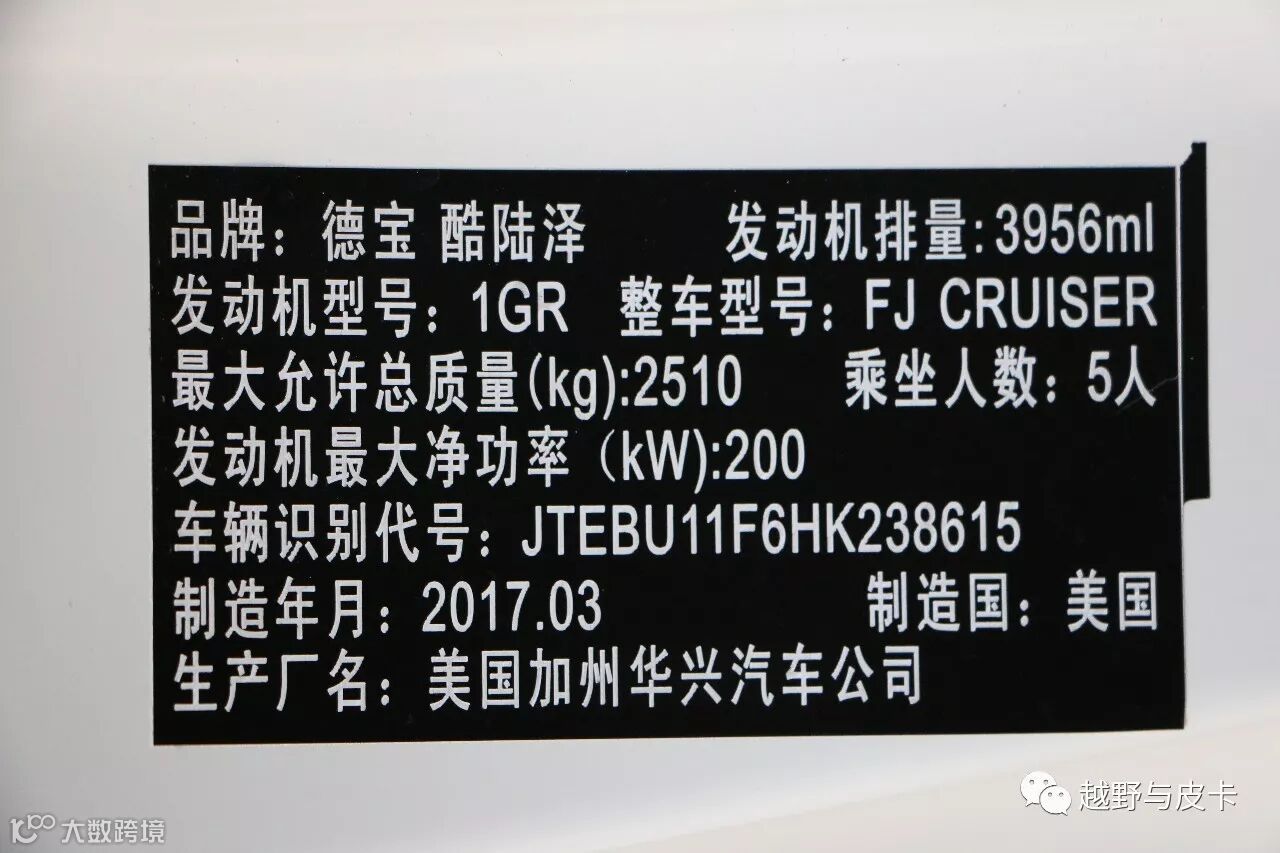 品牌：德宝 酷陆泽 发动机排量:3956ml
发动机型号：1GR 整车型号：FJ CRUISER
最大允许总质量(kg):2510 乘坐人数：5人
发动机最大净功率（kW):200
车辆识别代号：JTEBU11F6HK238615
制造年月：2017.03 制造国：美国
生产厂名：美国加州华兴汽车公司
越野与皮卡
大数跨境